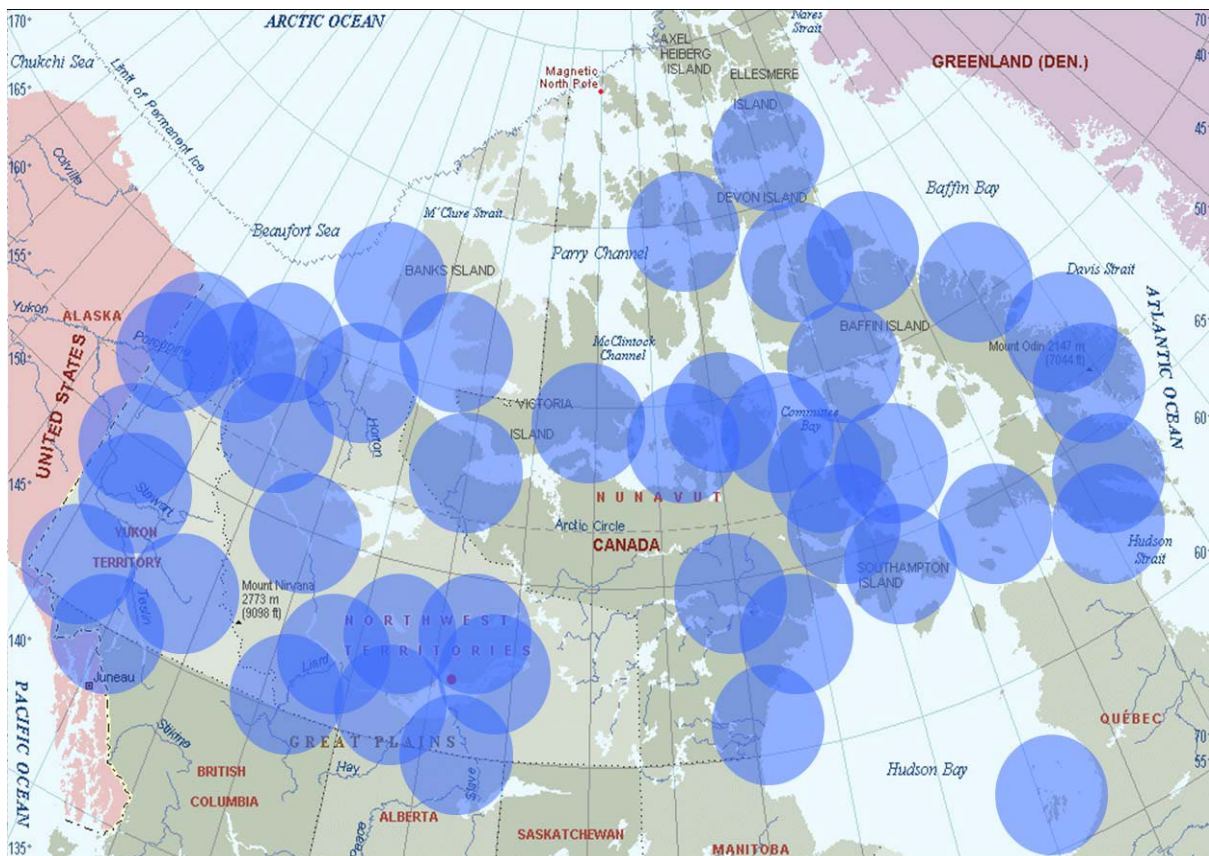 170°
ARCTIC OCEAN
Nares
Strait
70°
Chukchi Sea
AXEL
HEIBERG
ISLAND
ELLESMERE
ISLAND
GREENLAND (DEN.)
40°
Limit of Permanent Ice
Magnetic
North Pole
165°
45°
Colville
160°
Baffin Bay
DEVON ISLAND
50°
M'Clure Strait
Beaufort Sea
Parry Channel
155°
BANKS ISLAND
Davis Strait
ATLANTIC OCEAN
Yukon
ALASKA
Porcupine
BAFFIN ISLAND
65°
McClintock
Channel
Mount Odin 2147 m
(7044 ft)
150°
UNITED STATES
VICTORIA
ISLAND
Committee
Bay
Horton
145°
Stewart
NUNAVUT
Arctic Circle
CANADA
YUKON
TERRITORY
Hudson
Strait
60°
SOUTHAMPTON
ISLAND
Mount Nirvana
2773 m
(9098 ft)
Teslin
NORTHWEST
TERRITORIES
140°
Liard
Juneau
PACIFIC OCEAN
Stikine
GREAT PLAINS
QUÉBEC
70°
55°
Hay
Slave
Hudson Bay
BRITISH
COLUMBIA
ALBERTA
Peace
SASKATCHEWAN
MANITOBA
135°